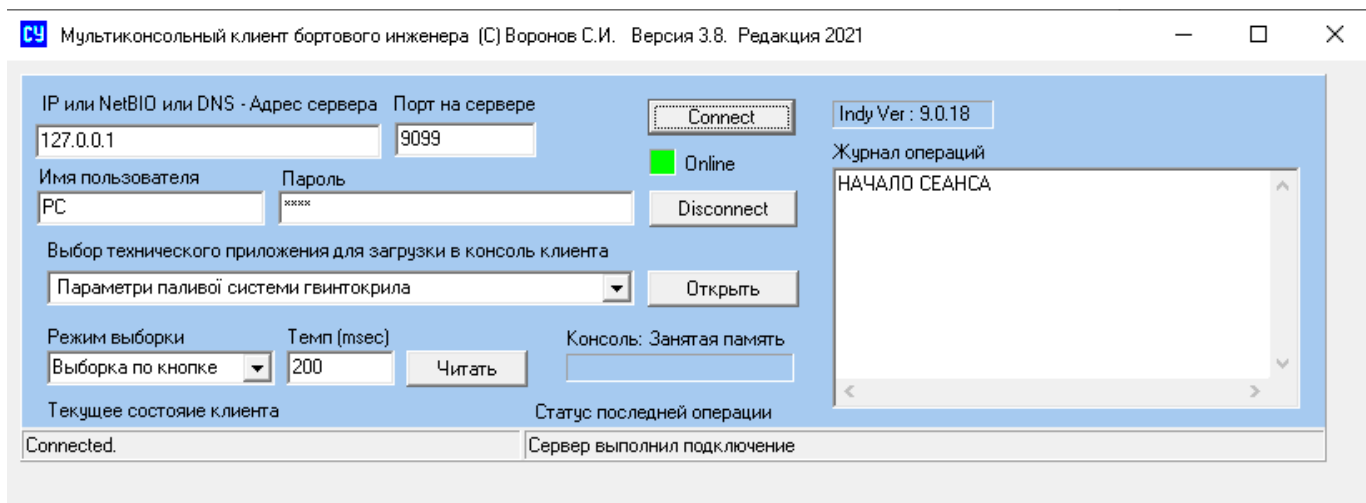 СУ Мультиконсольный клиент бортового инженера (С) Воронов С.И. Версия 3.8. Редакция 2021
IP или NetBIO или DNS - Адрес сервера Порт на сервере
127.0.0.1 9099 Connect Indy Ver : 9.0.18
Online Журнал операций
Имя пользователя Пароль НАЧАЛО СЕАНСА
PC **** Disconnect
Выбор технического приложения для загрузки в консоль клиента
Параметри паливої системи гвинтокрила Открыть
Режим выборки Темп (msec) Консоль: Занятая память
Выборка по кнопке 200 Читать
Текущее состояие клиента Статус последней операции
Connected. Сервер выполнил подключение